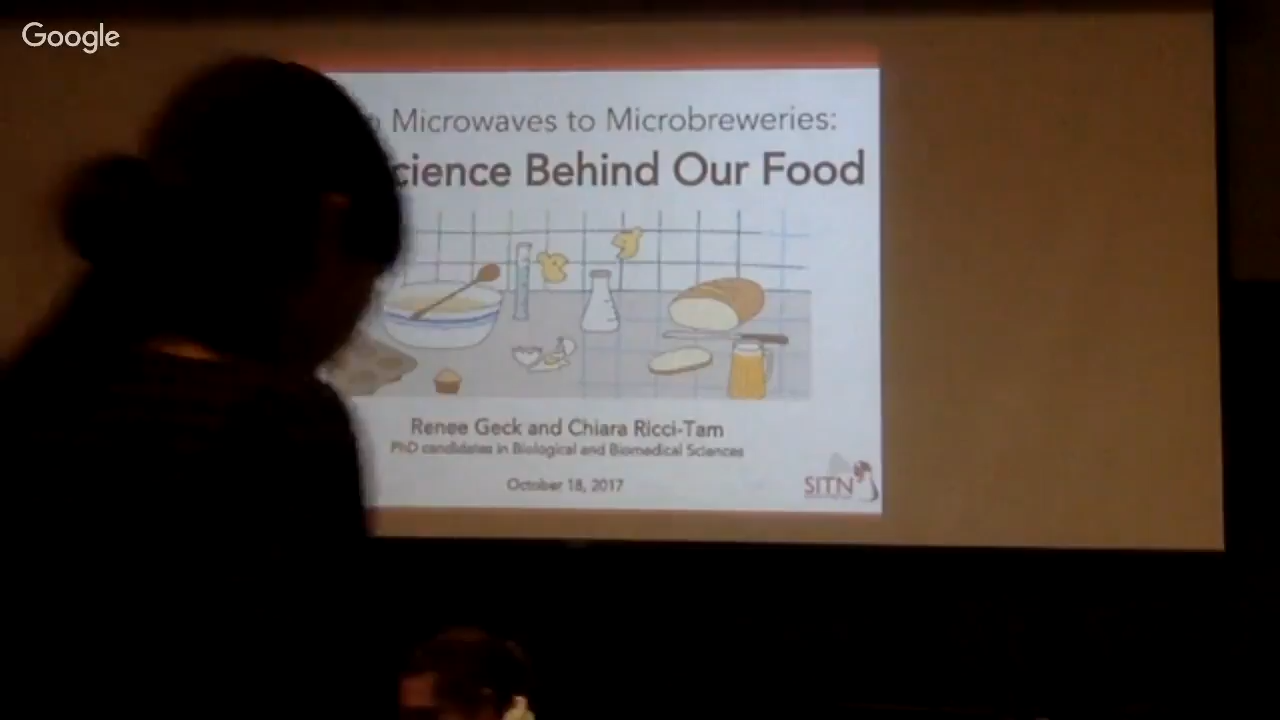 Google
Microwaves to Microbreweries:
cience Behind Our Food
Renee Geck and Chiara Ricci-Tam
PhD candidates in Biological and Biomedical Sciences
October 18, 2017
SITN